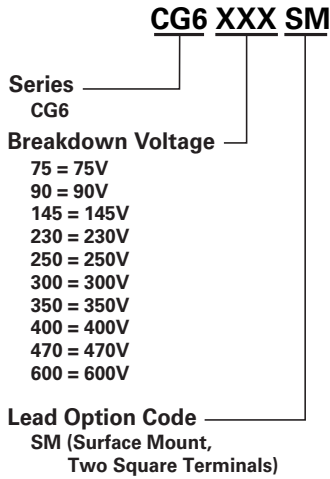 CG6 XXX SM
Series
CG6
Breakdown Voltage
75 = 75V
90 = 90V
145 = 145V
230 = 230V
250 = 250V
300 = 300V
350 = 350V
400 = 400V
470 = 470V
600 = 600V
Lead Option Code
SM (Surface Mount,
Two Square Terminals)